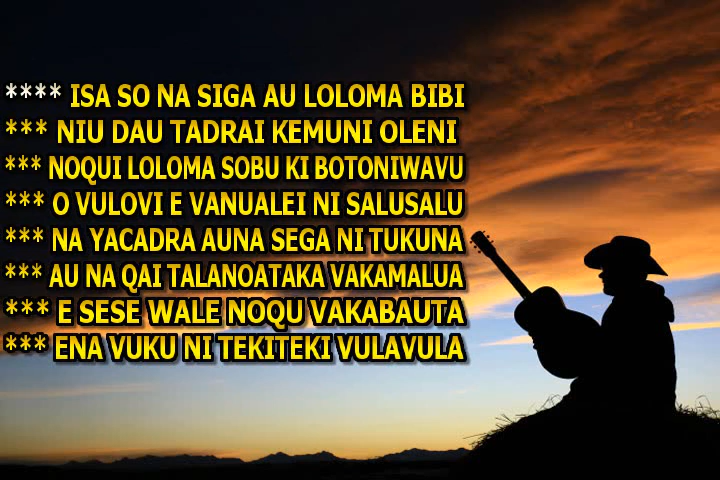 **** ISA SO NA SIGA AU LOLOMA BIBI
*** NIU DAU TADRAI KEMUNI OLENI
*** NOQUI LOLOMA SOBU KI BOTONIWAVU
*** O VULOVI E VANUALEI NI SALUSALU
*** NA YACADRA AUNA SEGA NI TUKUNA
*** AU NA QAI TALANOATAKA VAKAMALUA
*** E SESE WALE NOQU VAKABAUTA
*** ENA VUKU NI TEKITEKI VULAVULA